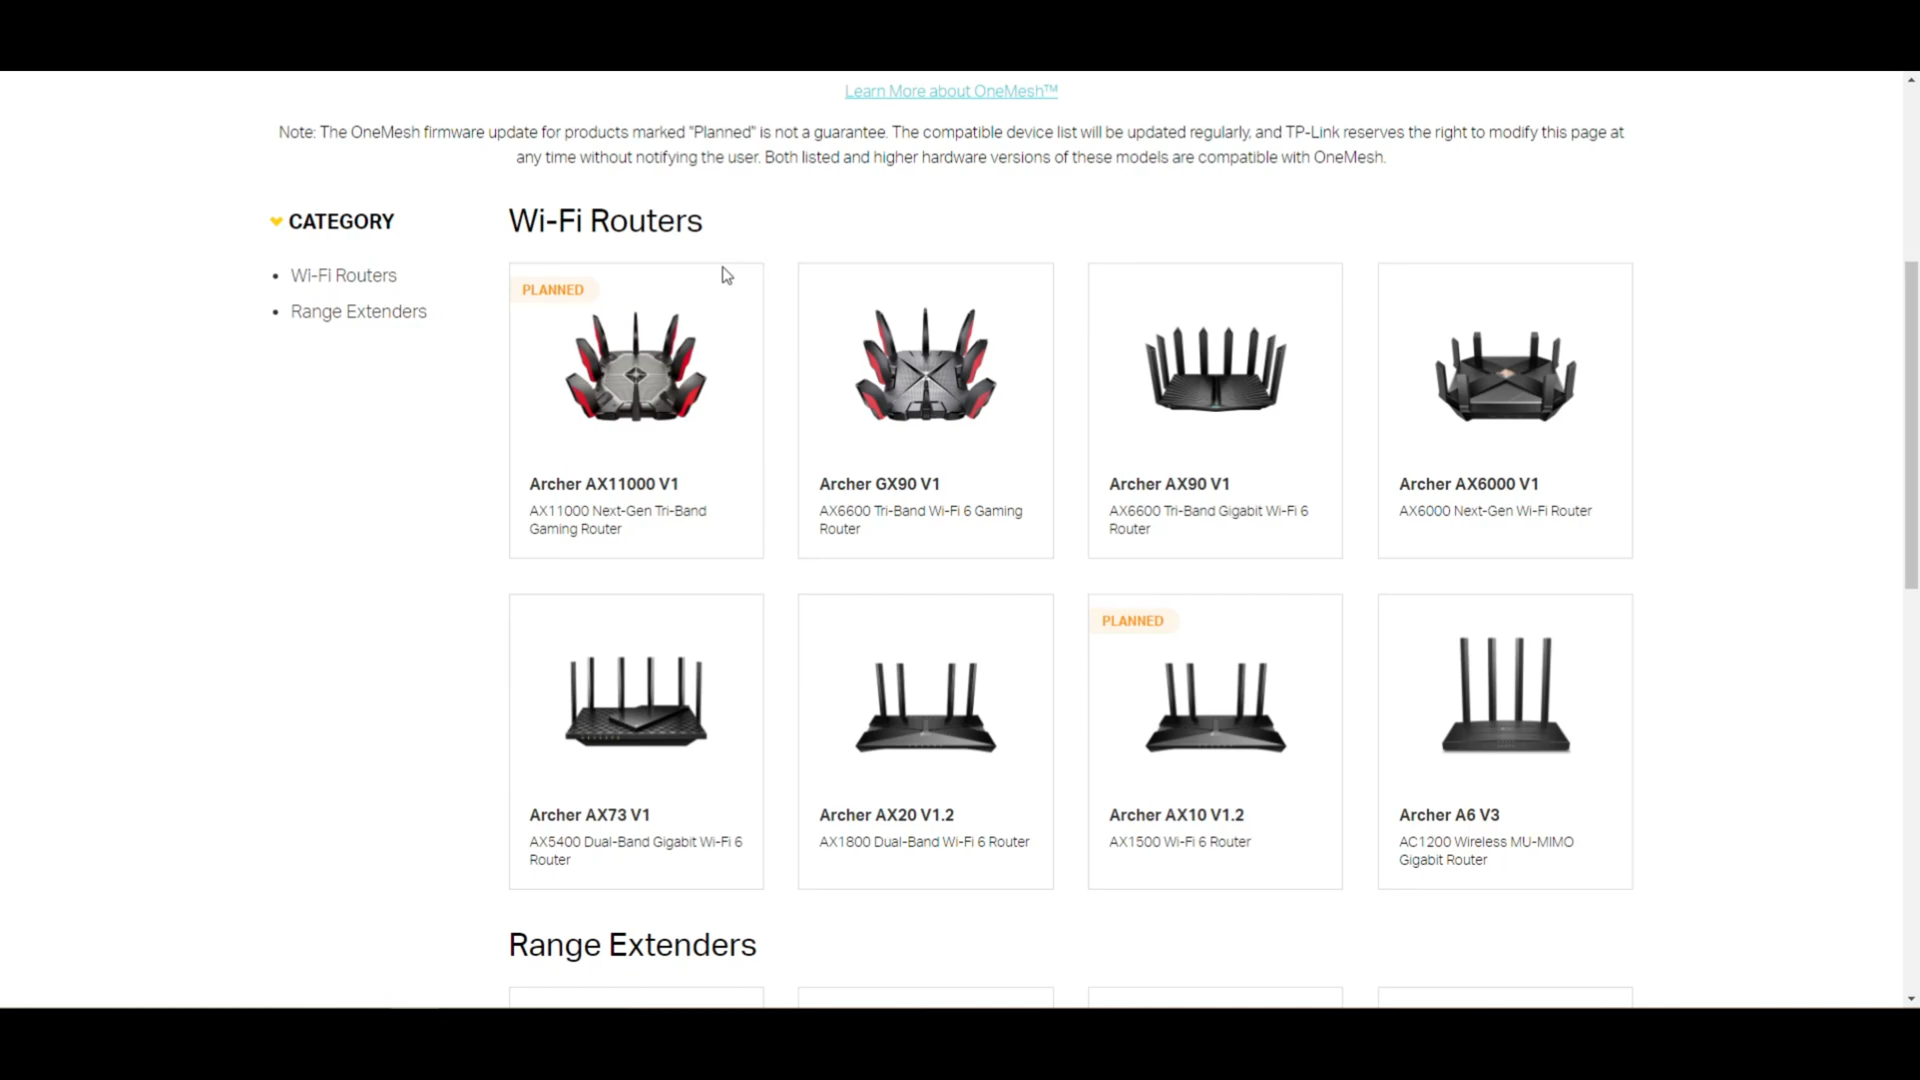 Learn More about OneMesh™
Note: The OneMesh firmware update for products marked "Planned" is not a guarantee. The compatible device list will be updated regularly, and TP-Link reserves the right to modify this page at
any time without notifying the user. Both listed and higher hardware versions of these models are compatible with OneMesh.
CATEGORY
Wi-Fi Routers
Range Extenders
Wi-Fi Routers
PLANNED
Archer AX11000 V1
AX11000 Next-Gen Tri-Band
Gaming Router
Archer GX90 V1
AX6600 Tri-Band Wi-Fi 6 Gaming
Router
Archer AX90 V1
AX6600 Tri-Band Gigabit Wi-Fi 6
Router
Archer AX6000 V1
AX6000 Next-Gen Wi-Fi Router
Archer AX73 V1
AX5400 Dual-Band Gigabit Wi-Fi 6
Router
Archer AX20 V1.2
AX1800 Dual-Band Wi-Fi 6 Router
PLANNED
Archer AX10 V1.2
AX1500 Wi-Fi 6 Router
Archer A6 V3
AC1200 Wireless MU-MIMO
Gigabit Router
Range Extenders